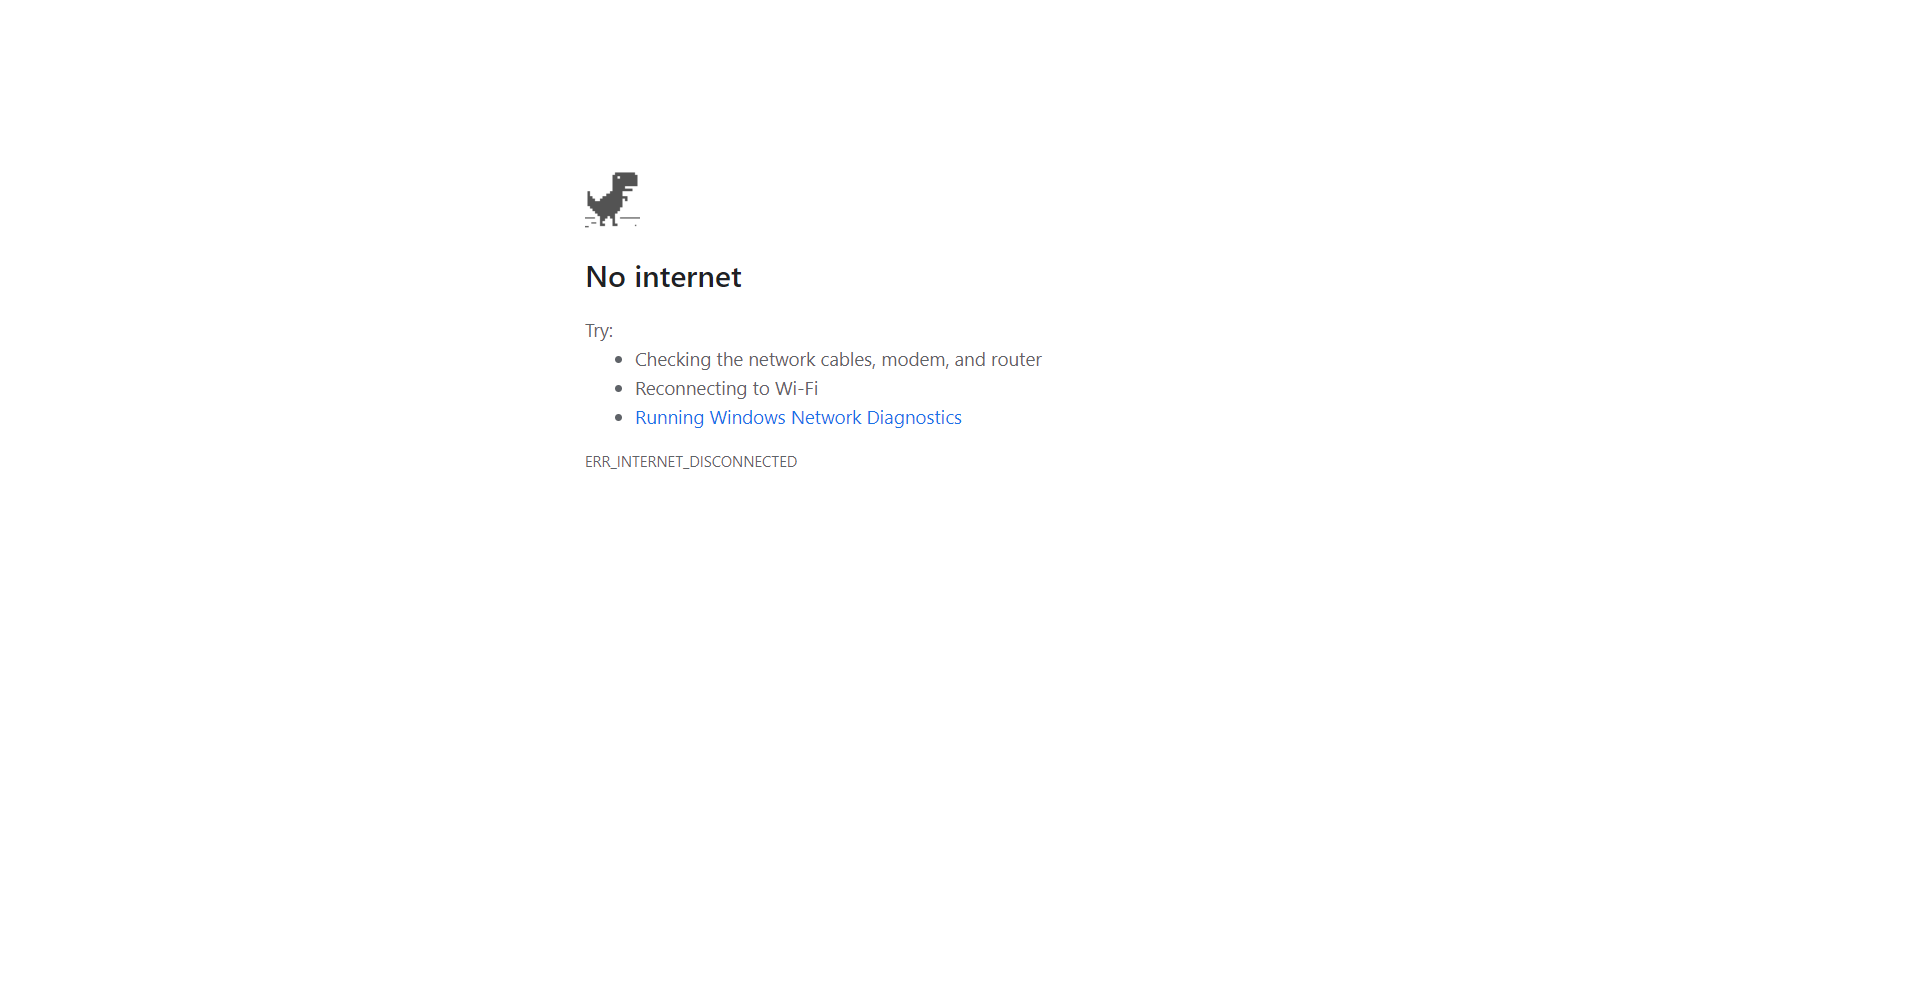 No internet
Try:
Checking the network cables, modem, and router
Reconnecting to Wi-Fi
Running Windows Network Diagnostics
ERR_INTERNET_DISCONNECTED